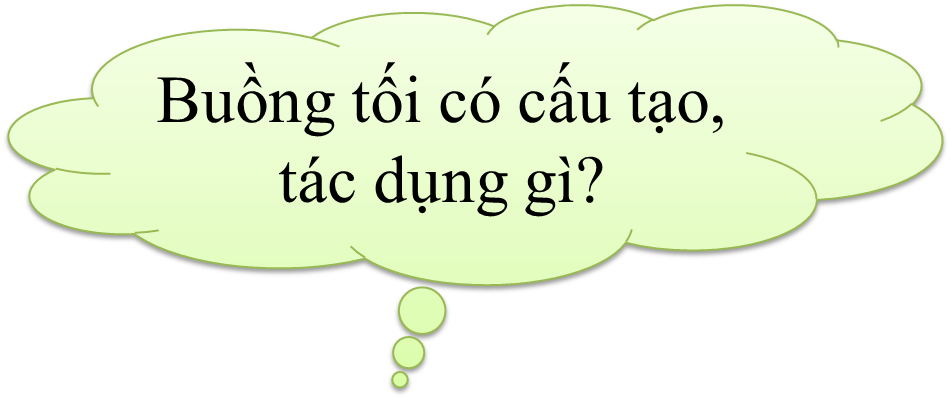 Buồng tối có cấu tạo,
tác dụng gì?